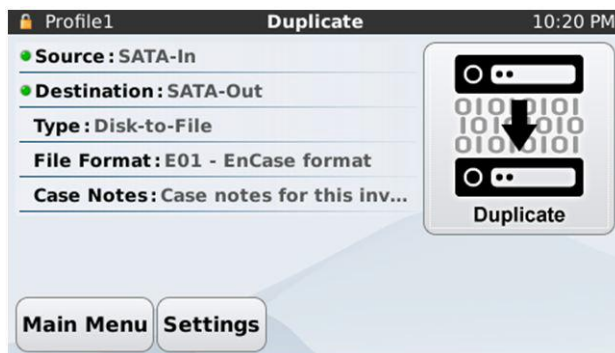 Profile1 Duplicate 10:20 PM
Source: SATA-In
Destination: SATA-Out
Type: Disk-to-File
File Format: E01 - EnCase format
Case Notes: Case notes for this inv...
Duplicate
Main Menu Settings